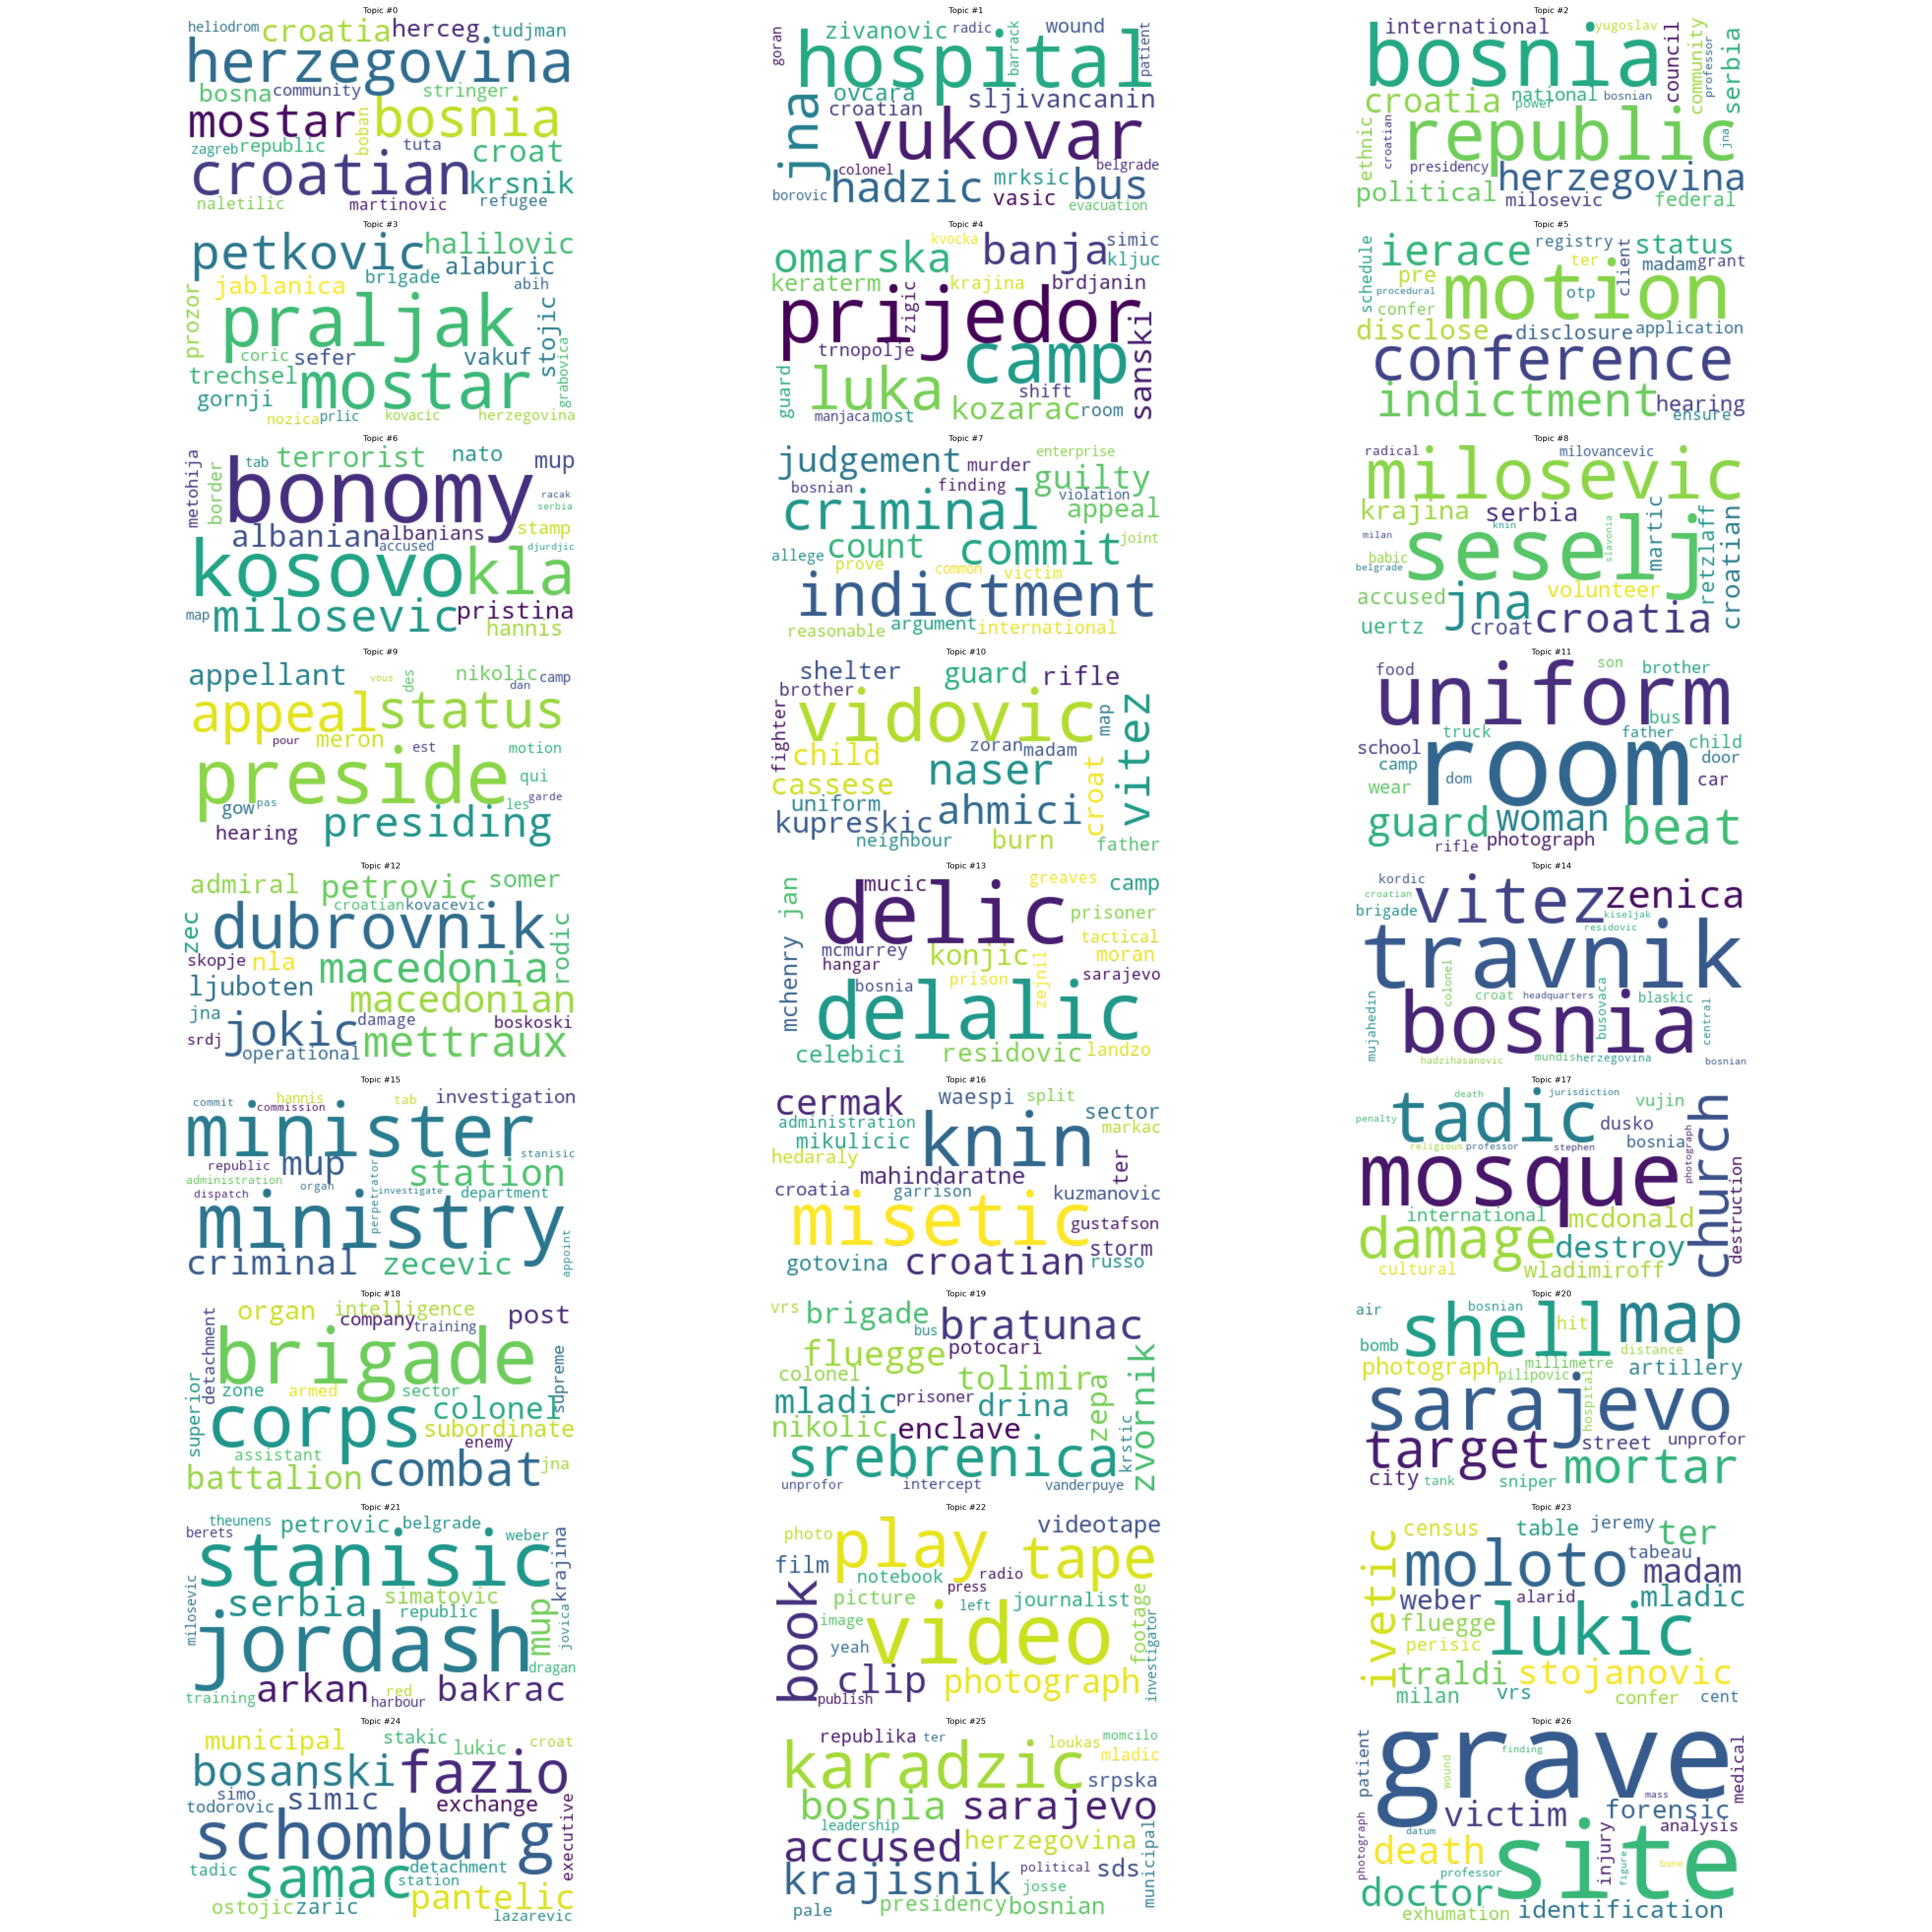 Topic #0
heliodrom croatia herceg tudjman
herzegovina
bosna community stringer
mostar boban bosnia
zagreb republic tuta croat
croatian krsnik
naletilic martinovic refugee
Topic #1
goran zivanovic radic wound barrack patient
hospital
jna ovcara croatian sljivancanin
vukovar
colonel belgrade
borovic hadzic mrksic vasic bus evacuation
Topic #2
international yugoslav
bosnia council community professor serbia
croatia national power bosnian
ethnic croatian republic jna
presidency herzegovina
political milosevic federal
Topic #3
petkovic halilovic
jablanica brigade alaburic abih
prozor praljak stojic
coric sefer vakuf grabovica
trechsel mostar
gornji
nozica prlic kovacic herzegovina
Topic #4
omarska kvocka banja simic kljuc
keraterm zigic krajina brdjanin
prijedor sanski
trnopolje camp
guard luka shift
manjaca most kozarac room
Topic #5
schedule ierace registry client status
pre ter madam grant
procedural motion otp
confer
disclose disclosure application
conference
indictment hearing ensure
Topic #6
metohija border tab terrorist nato mup
bonomy racak serbia
albanian albanians accused stamp
kosovo kla djurdjic
map milosevic pristina hannis
Topic #7
judgement murder enterprise
bosnian finding guilty
criminal violation appeal
allege count commit joint
prove common victim
indictment
reasonable argument international
Topic #8
radical milovancevic
milosevic
krajina serbia martic
milan knin slavonia retzlaff croatian
babic seselj
belgrade
accused jna volunteer
uertz croat croatia
Topic #9
appellant vous des nikolic camp
dan
appeal status
pour meron est motion
preside qui
gow pas les garde
hearing presiding
Topic #10
shelter guard rifle
brother vidovic map vitez
fighter child zoran madam
cassese naser croat
uniform ahmici
kupreskic burn
neighbour father
Topic #11
food son brother
uniform
bus
school truck father child
camp room door
wear dom car
guard woman beat
rifle photograph
Topic #12
admiral petrovic somer
croatian kovacevic
zec dubrovnik rodic
skopje nla macedonia
ljuboten macedonian
jna jokic damage boskoski
srdj operational mettraux
Topic #13
jan mucic greaves camp
delic prisoner
mchenry mcmurrey konjic tactical
hangar moran
bosnia prison zejnil sarajevo
delalic
celebici residovic landzo
Topic #14
kordic vitez zenica
croatian
brigade kiseljak
residovic
travnik
mujahedin colonel croat headquarters busovaca blaskic central
bosnia
hadzihasanovic mundis herzegovina bosnian
Topic #15
commit hannis tab investigation
commission
minister
republic mup station stanisic
administration perpetrator
dispatch organ investigate department
ministry
criminal zecevic appoint
Topic #16
cermak waespi split
administration knin sector
mikulicic markac
hedaraly mahindaratne ter
croatia garrison kuzmanovic
misetic gustafson
gotovina croatian storm
russo
Topic #17
death jurisdiction vujin
penalty tadic dusko church
religious professor stephen bosnia photograph
mosque destruction
international mcdonald
damage destroy
cultural wladimiroff
Topic #18
organ intelligence post
company training
detachment brigade
zone armed sector supreme
superior corps colonel
subordinate
assistant enemy
battalion combat jna
Topic #19
vrs brigade bratunac
bus
fluegge potocari
colonel tolimir zvornik
mladic prisoner drina zepa
nikolic enclave krstic
srebrenica
unprofor intercept vanderpuye
Topic #20
air bosnian hit map
bomb shell distance
photograph millimetre artillery
pilipovic
sarajevo hospital
target street unprofor
city tank sniper mortar
Topic #21
theunens petrovic belgrade weber
berets
stanisic krajina
milosevic serbia simatovic
republic
jordash mup jovica
dragan
training arkan red bakrac
harbour
Topic #22
photo play videotape
film tape
book notebook radio
press
picture left journalist footage
image
yeah video investigator
clip photograph
publish
Topic #23
ivetic census table jeremy ter
moloto tabeau
madam
weber alarid mladic
fluegge lukic
perisic
traldi stojanovic
milan vrs confer cent
Topic #24
municipal stakic lukic croat
bosanski fazio
simo simic exchange
todorovic executive
schomburg
tadic samac detachment
station
pantelic
ostojic zaric lazarevic
Topic #25
republika ter loukas momcilo
mladic
karadzic srpska
bosnia sarajevo
leadership
accused herzegovina municipal
krajisnik political sds
josse
pale presidency bosnian
Topic #26
patient wound finding medical
grave
mass
victim forensic
datum analysis
photograph death injury figure bone
professor site
doctor
exhumation identification